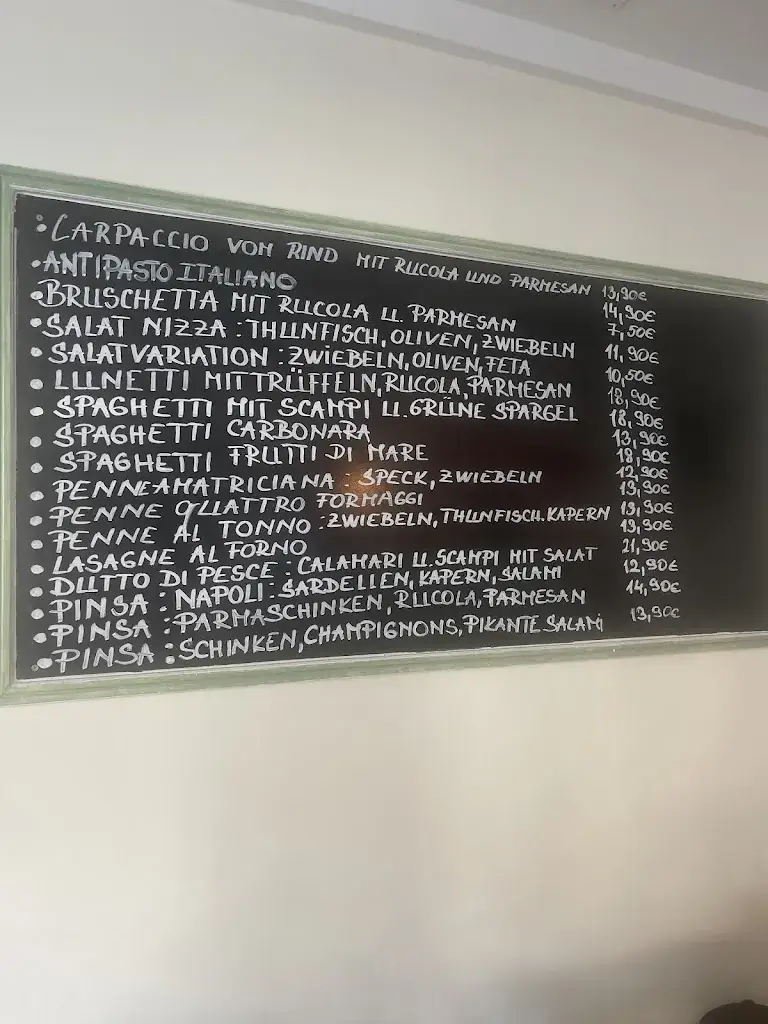 • CARPACCIO VOM RIND MIT RUCOLA UND PARMESAN 13,90€
• ANTIPASTO ITALIANO 14,90€
• BRUSCHETTA MIT RUCOLA U. PARMESAN 7,50€
• SALAT NIZZA : THUNFISCH, OLIVEN, ZWIEBELN 11,90€
• SALATVARIATION : ZWIEBELN, OLIVEN, FETA 10,50€
• LUNETTI MIT TRÜFFELN, RUCOLA, PARMESAN 18,90€
• SPAGHETTI MIT SCAMPI U. GRÜNE SPARGEL 18,90€
• SPAGHETTI CARBONARA 13,90€
• SPAGHETTI FRUTTI DI MARE 18,90€
• PENNE AMATRICIANA : SPECK, ZWIEBELN 12,90€
• PENNE QUATTRO FORMAGGI 13,90€
• PENNE AL TONNO : ZWIEBELN, THUNFISCH. KAPERN 13,90€
• LASAGNE AL FORNO 13,90€
• DUTTO DI PESCE : CALAMARI U. SCAMPI MIT SALAT 21,90€
• PINSA : NAPOLI : SARDELLEN, KAPERN, SALAMI 12,90€
• PINSA : PARMASCHINKEN, RUCOLA, PARMESAN 14,90€
• PINSA : SCHINKEN, CHAMPIGNONS, PIKANTE SALAMI 13,90€